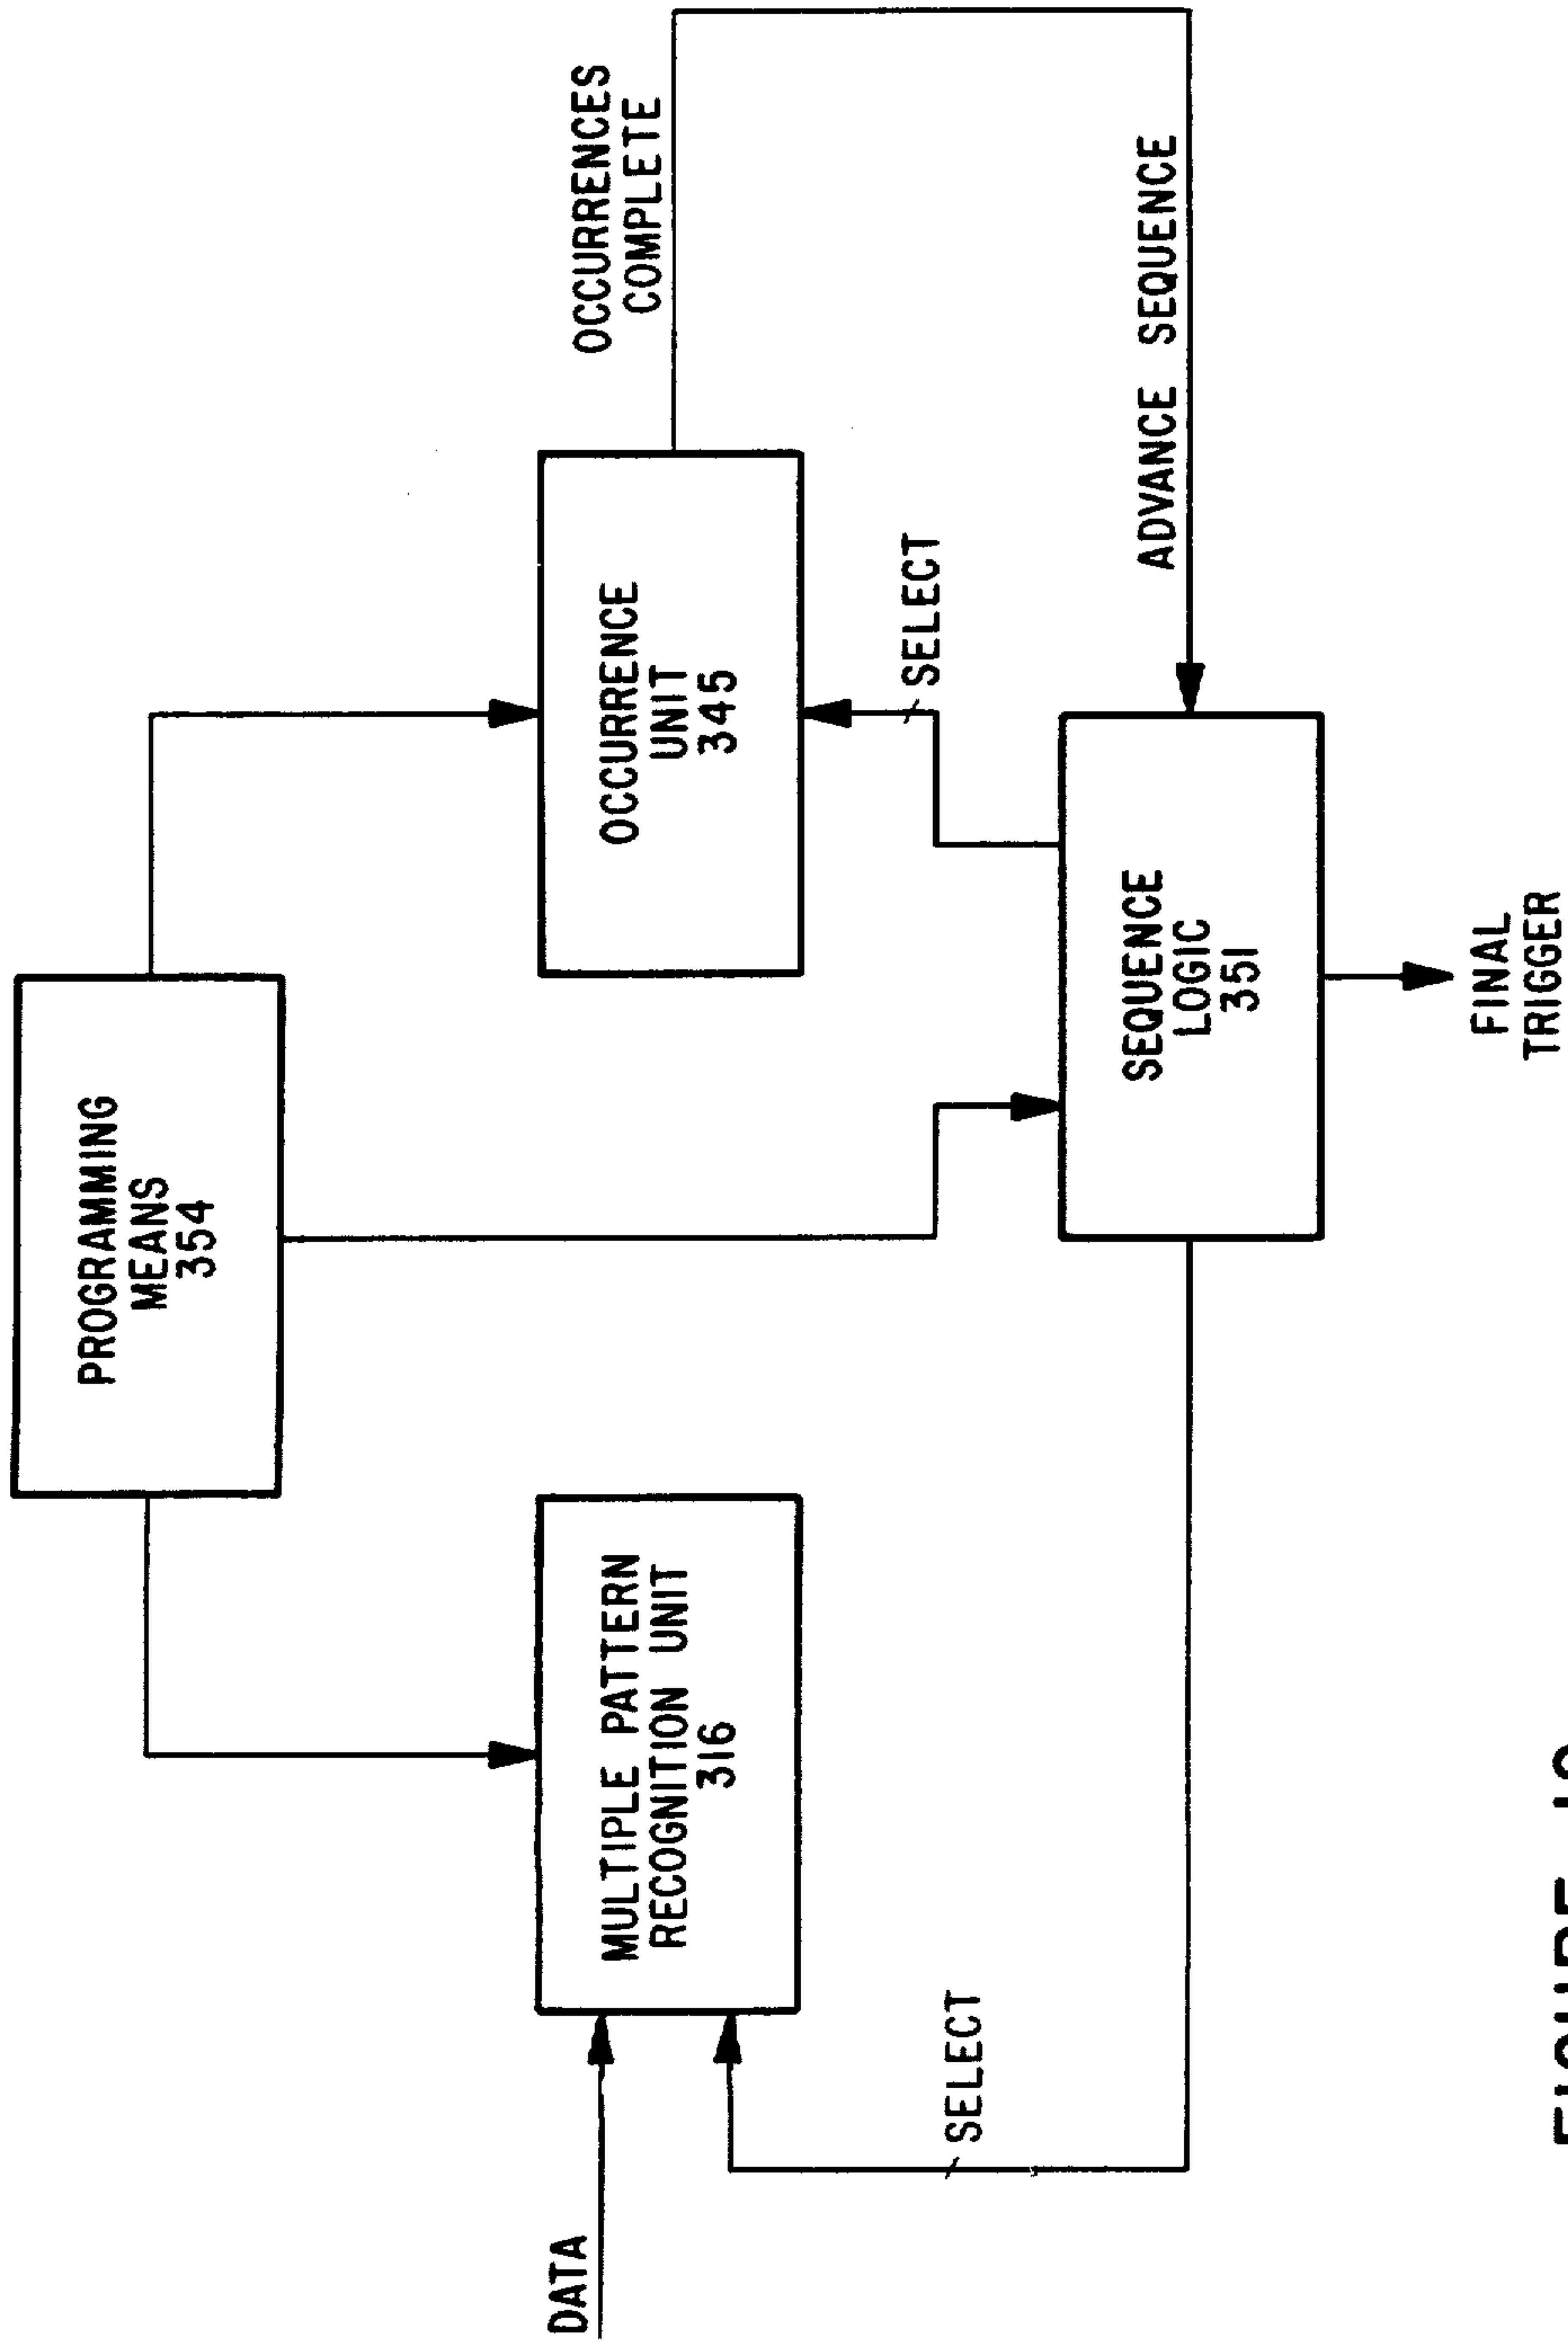 PROGRAMMING
MEANS
354
MULTIPLE PATTERN
RECOGNITION UNIT
316
OCCURRENCE
UNIT
345
OCCURRENCES
COMPLETE
DATA
SELECT
SELECT
SEQUENCE
LOGIC
351
ADVANCE SEQUENCE
FINAL
TRIGGER